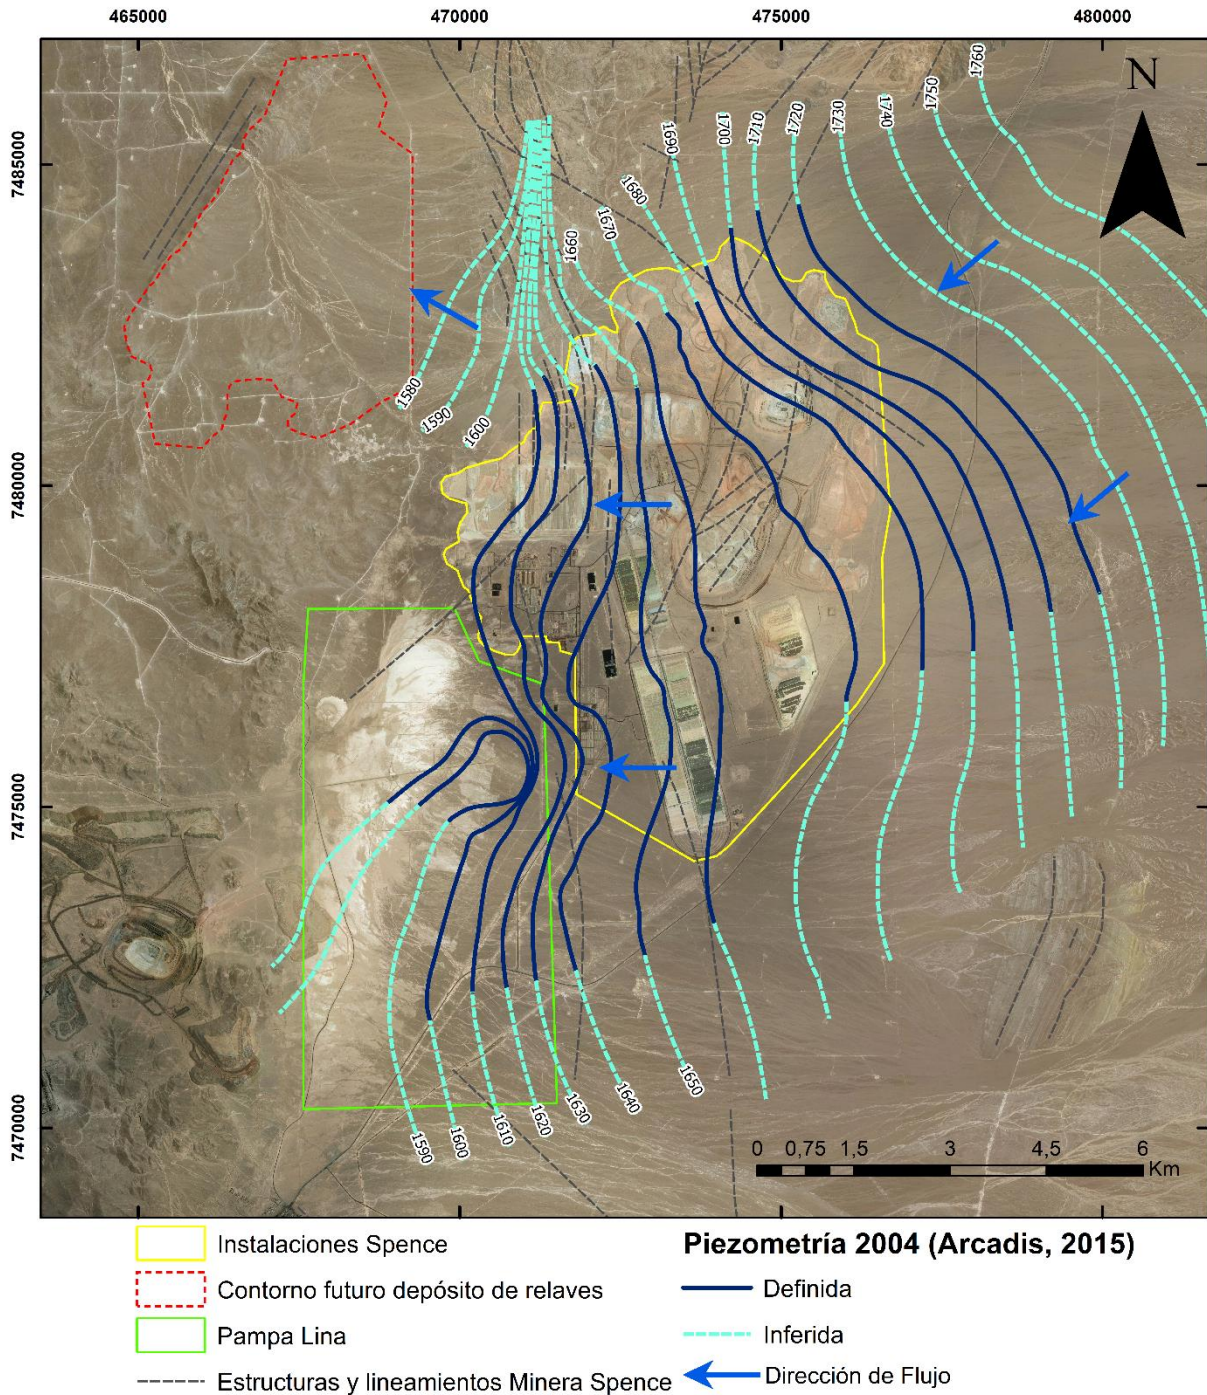 465000
470000
475000
480000
7485000
7480000
7475000
7470000
N
1760
1750
1740
1730
1720
1710
1700
1690
1680
1670
1660
1580
1590
1600
1650
1640
1630
1620
1610
1600
1590
0 0,75 1,5 3 4,5 6
Km
Instalaciones Spence
Contorno futuro depósito de relaves
Pampa Lina
Estructuras y lineamientos Minera Spence
Piezometría 2004 (Arcadis, 2015)
Definida
Inferida
Dirección de Flujo